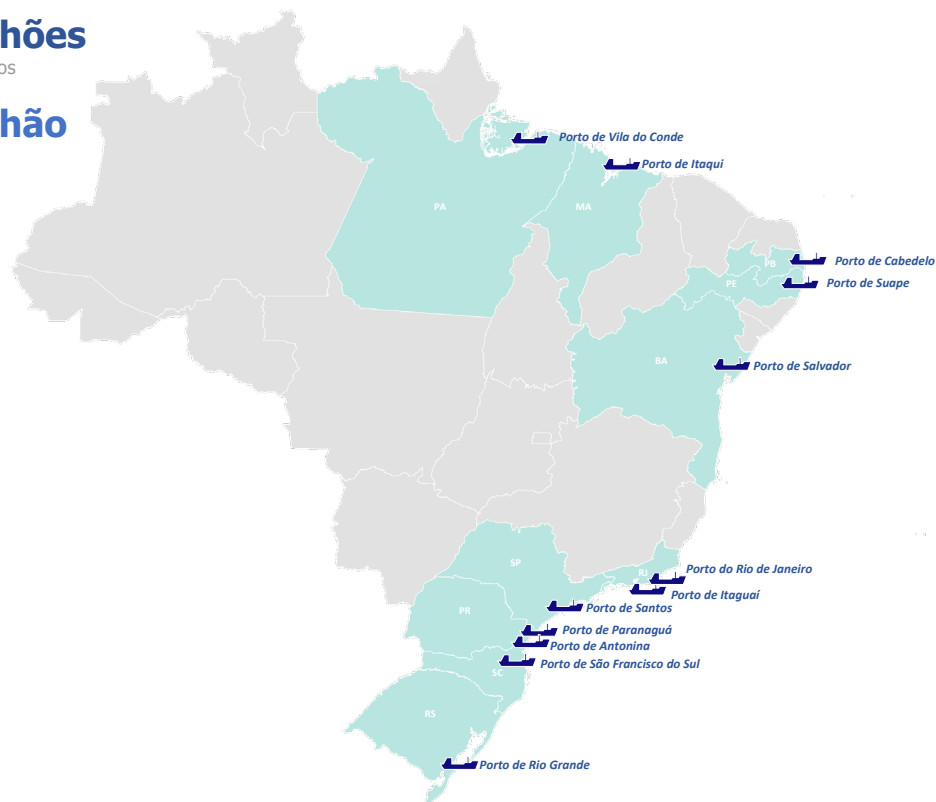 hões
os
hão
Porto de Vila do Conde
Porto de Itaqui
PA
MA
Porto de Cabedelo
PB
Porto de Suape
PE
BA
Porto de Salvador
SP
Porto do Rio de Janeiro
RJ
Porto de Itaguaí
Porto de Santos
PR
Porto de Paranaguá
Porto de Antonina
Porto de São Francisco do Sul
SC
RS
Porto de Rio Grande